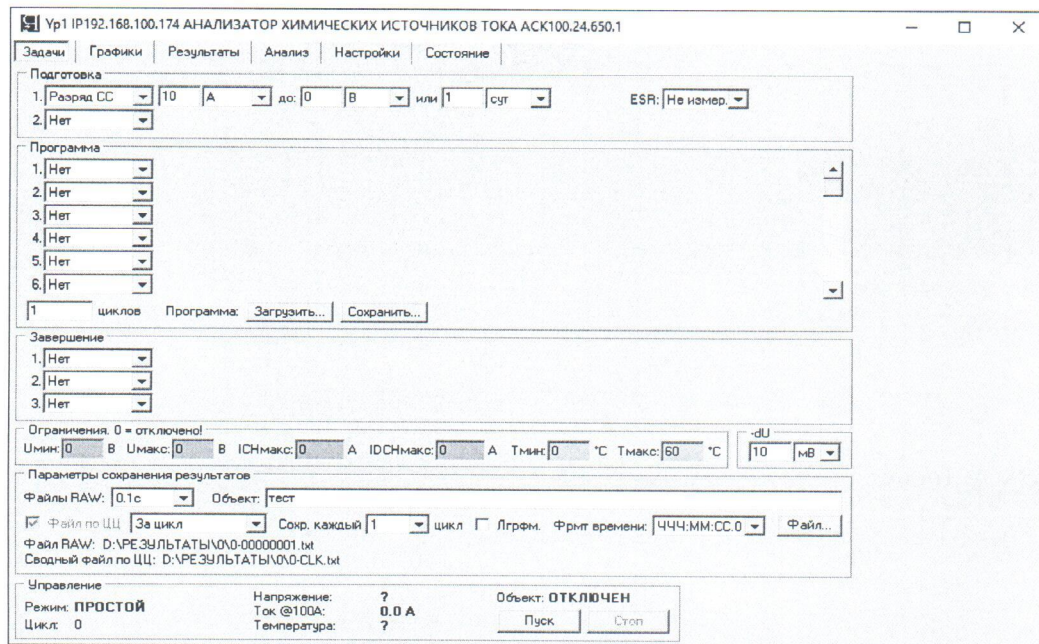 Yp1 IP192.168.100.174 АНАЛИЗАТОР ХИМИЧЕСКИХ ИСТОЧНИКОВ ТОКА АСК100.24.650.1
Задачи Графики Результаты Анализ Настройки Состояние
Подготовка
1. Разряд СС 10 А до: 0 В или 1 сут ESR: Не измер.
2. Нет
Программа
1. Нет
2. Нет
3. Нет
4. Нет
5. Нет
6. Нет
1 циклов Программа: Загрузить... Сохранить...
Завершение
1. Нет
2. Нет
3. Нет
Ограничения. 0 = отключено!
Uмин: 0 В Uмакс: 0 В ICHмакс: 0 А IDCHмакс: 0 А Тмин: 0 °C Тмакс: 60 °C
-dU
10 мВ
Параметры сохранения результатов
Файлы RAW: 0.1с Объект: тест
Файл по ЦЦ За цикл Сохр. каждый 1 цикл Лгрфм. Фрмт времени: ЧЧЧ:ММ:СС.0 Файл...
Файл RAW: D:\РЕЗУЛЬТАТЫ\0\0-00000001.txt
Сводный файл по ЦЦ: D:\РЕЗУЛЬТАТЫ\0\0-CLK.txt
Управление
Режим: ПРОСТОЙ
Цикл: 0
Напряжение: ?
Ток @100А: 0.0 А
Температура: ?
Объект: ОТКЛЮЧЕН
Пуск Стоп